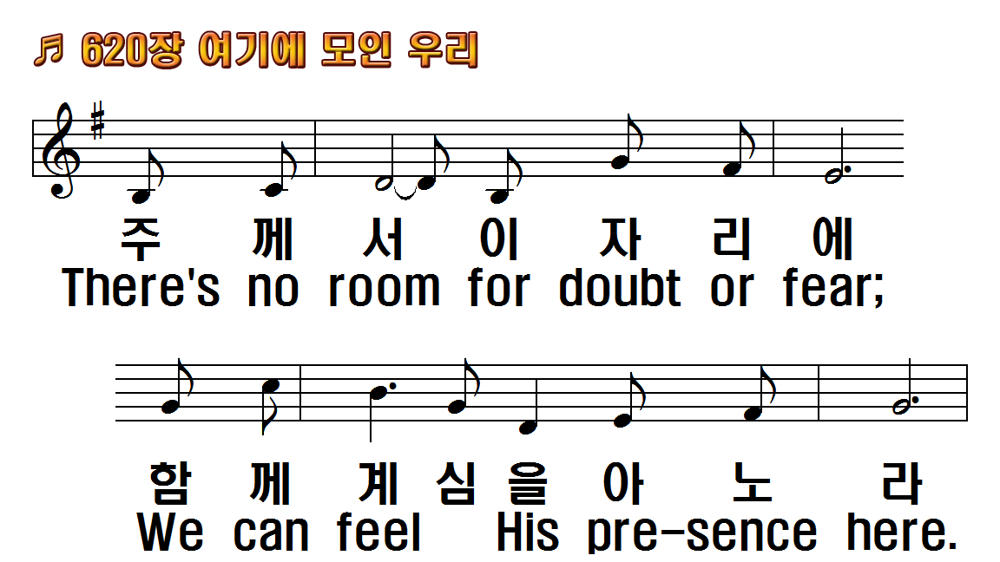 620장 여기에 모인 우리
주 께 서 이 자 리 에
There's no room for doubt or fear;
함 께 계 심 을 아 노 라
We can feel His pre-sence here.